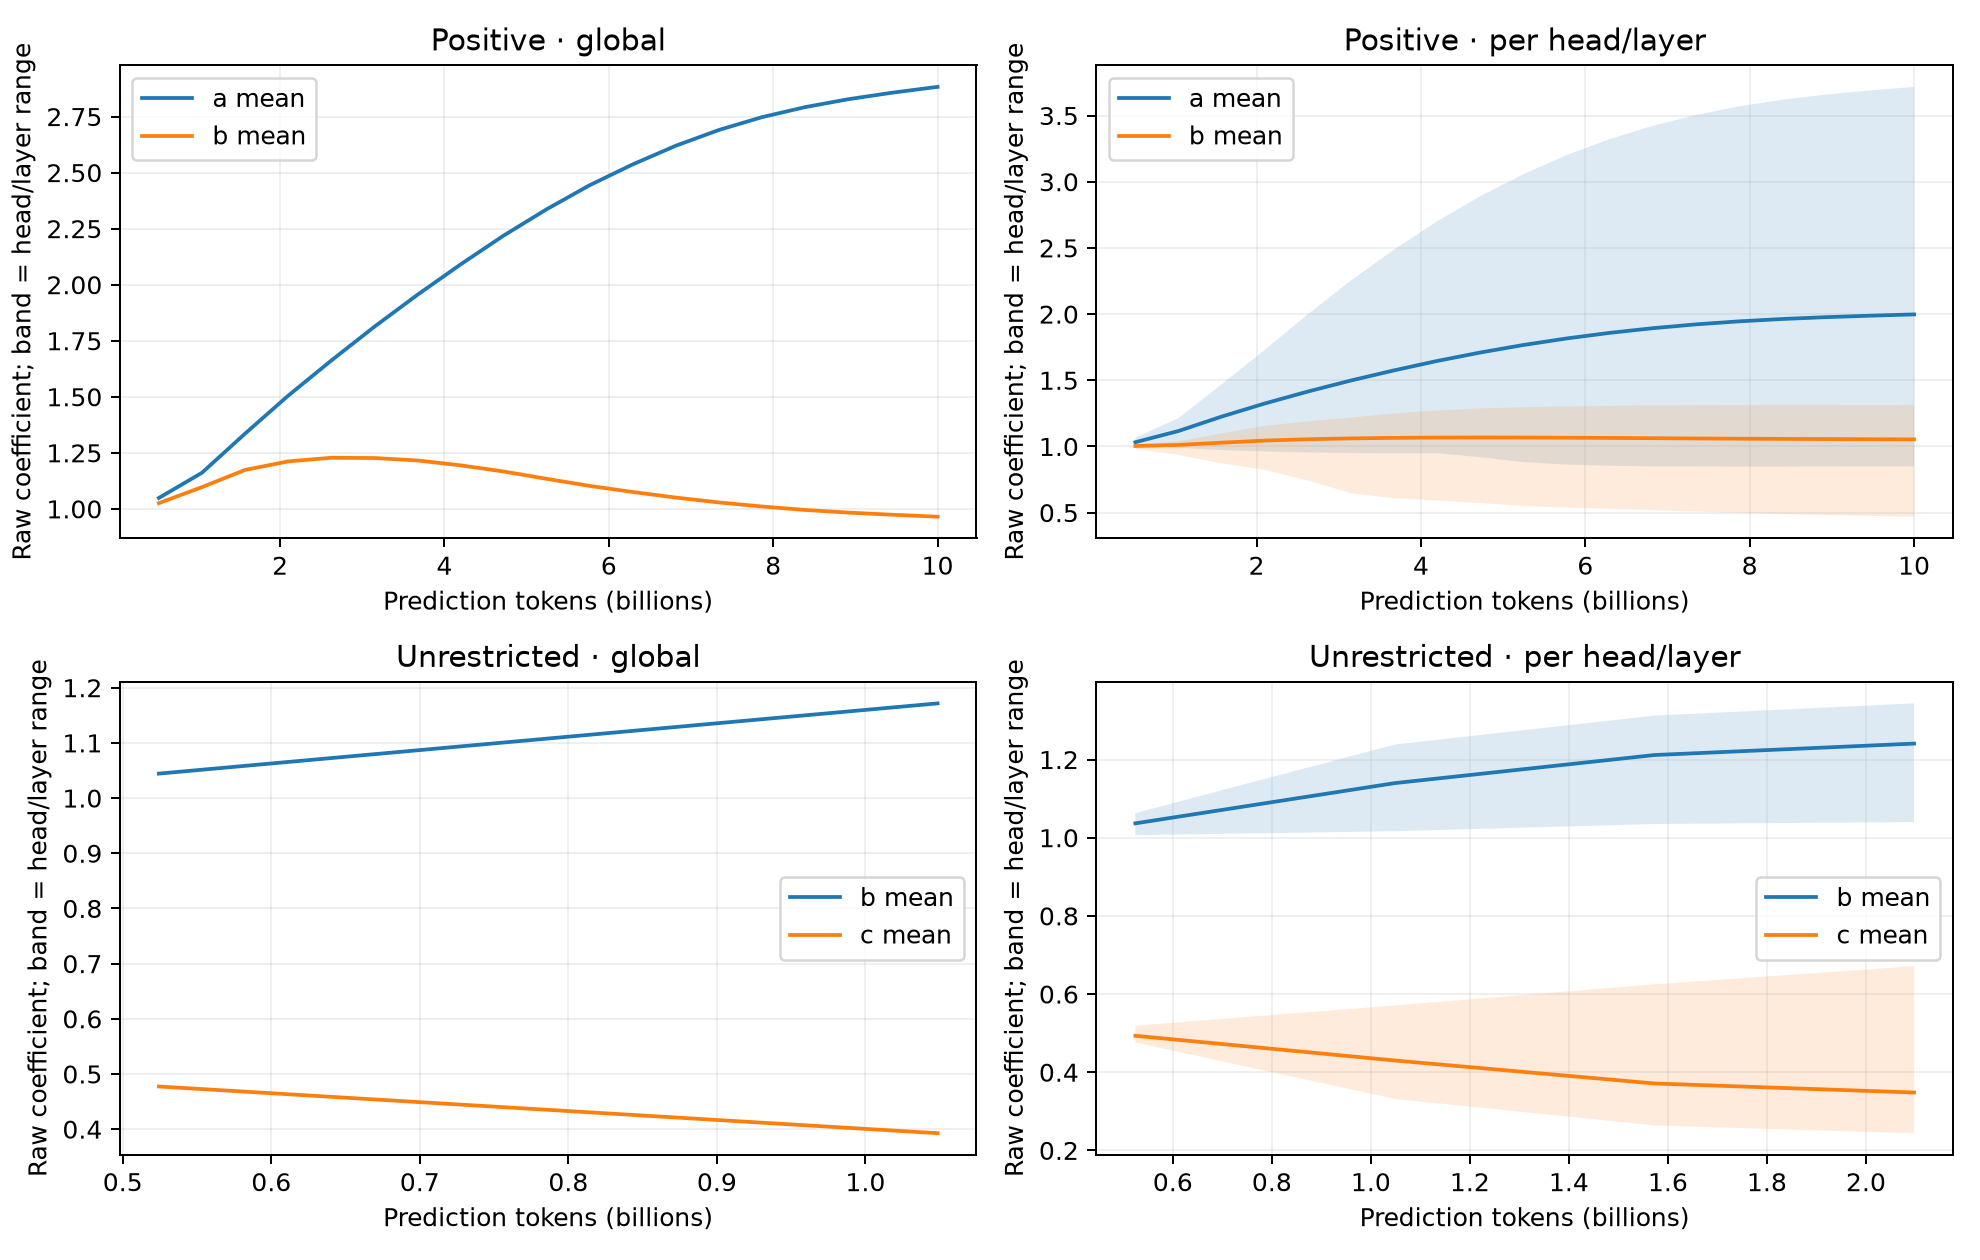 Positive · global
Raw coefficient; band = head/layer range
2.75
2.50
2.25
2.00
1.75
1.50
1.25
1.00
a mean
b mean
2 4 6 8 10
Prediction tokens (billions)
Positive · per head/layer
Raw coefficient; band = head/layer range
3.5
3.0
2.5
2.0
1.5
1.0
0.5
a mean
b mean
2 4 6 8 10
Prediction tokens (billions)
Unrestricted · global
Raw coefficient; band = head/layer range
1.2
1.1
1.0
0.9
0.8
0.7
0.6
0.5
0.4
b mean
c mean
0.5 0.6 0.7 0.8 0.9 1.0
Prediction tokens (billions)
Unrestricted · per head/layer
Raw coefficient; band = head/layer range
1.2
1.0
0.8
0.6
0.4
0.2
b mean
c mean
0.6 0.8 1.0 1.2 1.4 1.6 1.8 2.0
Prediction tokens (billions)